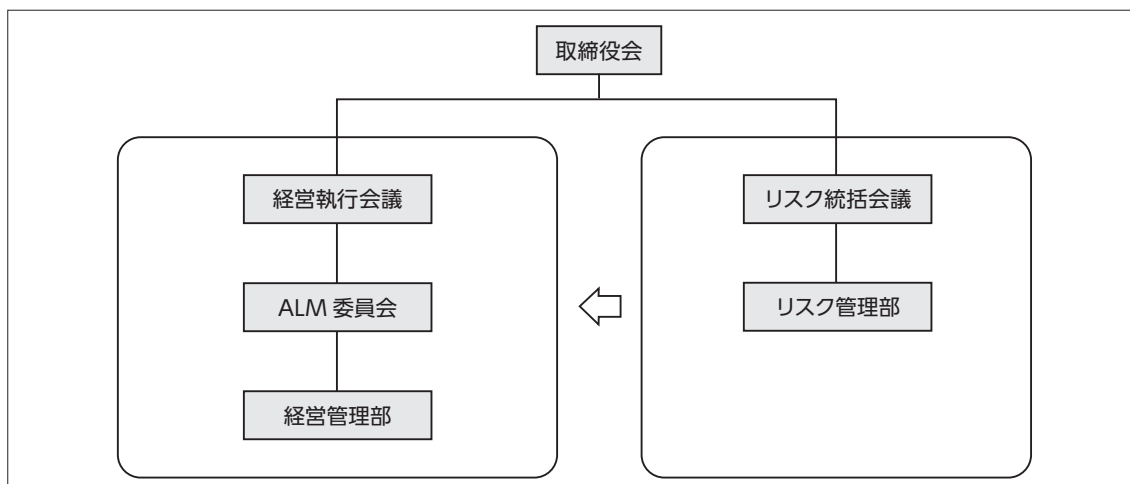 取締役会
経営執行会議
ALM 委員会
経営管理部
リスク統括会議
リスク管理部